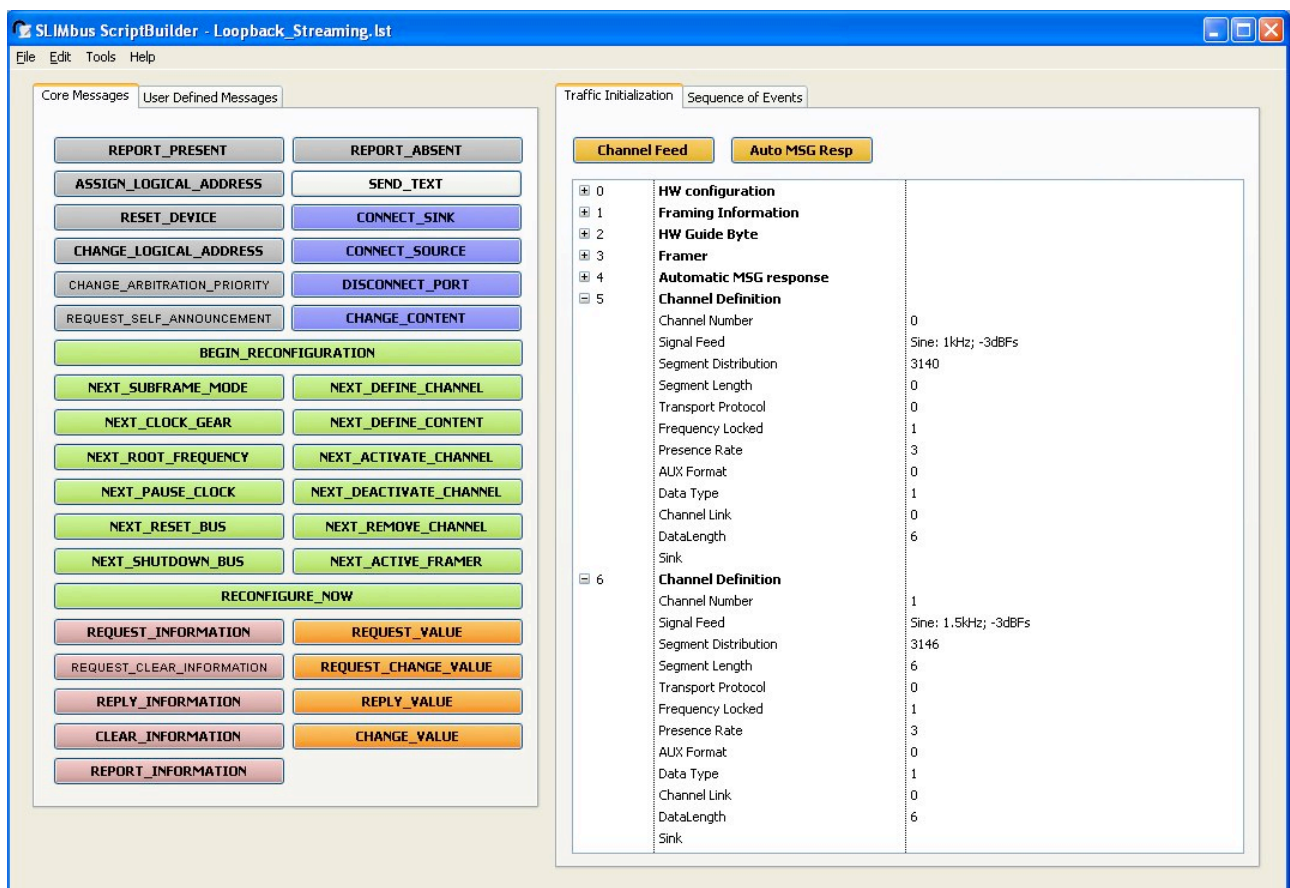 SLIMbus ScriptBuilder - Loopback_Streaming.lst
File Edit Tools Help
Core Messages User Defined Messages
REPORT_PRESENT REPORT_ABSENT
ASSIGN_LOGICAL_ADDRESS SEND_TEXT
RESET_DEVICE CONNECT_SINK
CHANGE_LOGICAL_ADDRESS CONNECT_SOURCE
CHANGE_ARBITRATION_PRIORITY DISCONNECT_PORT
REQUEST_SELF_ANNOUNCEMENT CHANGE_CONTENT
BEGIN_RECONFIGURATION
NEXT_SUBFRAME_MODE NEXT_DEFINE_CHANNEL
NEXT_CLOCK_GEAR NEXT_DEFINE_CONTENT
NEXT_ROOT_FREQUENCY NEXT_ACTIVATE_CHANNEL
NEXT_PAUSE_CLOCK NEXT_DEACTIVATE_CHANNEL
NEXT_RESET_BUS NEXT_REMOVE_CHANNEL
NEXT_SHUTDOWN_BUS NEXT_ACTIVE_FRAMER
RECONFIGURE_NOW
REQUEST_INFORMATION REQUEST_VALUE
REQUEST_CLEAR_INFORMATION REQUEST_CHANGE_VALUE
REPLY_INFORMATION REPLY_VALUE
CLEAR_INFORMATION CHANGE_VALUE
REPORT_INFORMATION
Traffic Initialization Sequence of Events
Channel Feed Auto MSG Resp
0 HW configuration
1 Framing Information
2 HW Guide Byte
3 Framer
4 Automatic MSG response
5 Channel Definition
Channel Number 0
Signal Feed Sine: 1kHz; -3dBFs
Segment Distribution 3140
Segment Length 0
Transport Protocol 0
Frequency Locked 1
Presence Rate 3
AUX Format 0
Data Type 1
Channel Link 0
DataLength 6
Sink
6 Channel Definition
Channel Number 1
Signal Feed Sine: 1.5kHz; -3dBFs
Segment Distribution 3146
Segment Length 6
Transport Protocol 0
Frequency Locked 1
Presence Rate 3
AUX Format 0
Data Type 1
Channel Link 0
DataLength 6
Sink